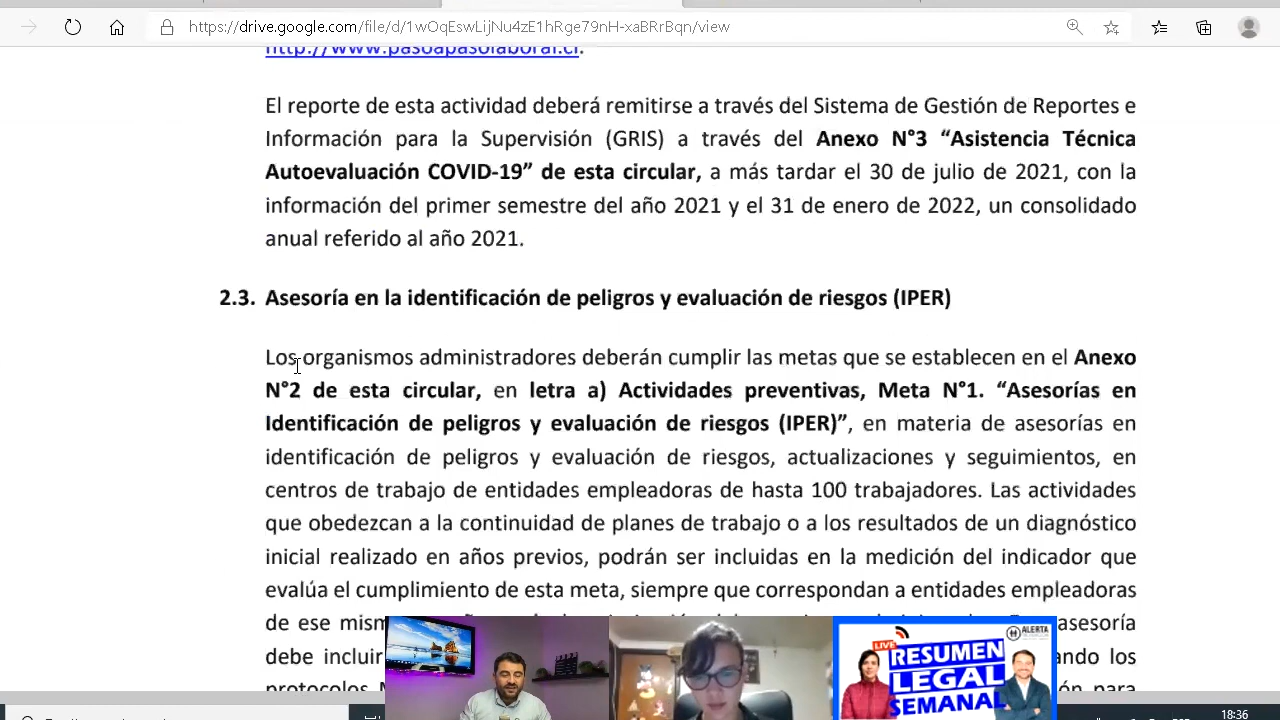 https://drive.google.com/file/d/1wOqEswLijNu4zE1hRge79nH-xaBRrBqn/view
http://www.pasoapasolaboral.cl.
El reporte de esta actividad deberá remitirse a través del Sistema de Gestión de Reportes e
Información para la Supervisión (GRIS) a través del Anexo N°3 “Asistencia Técnica
Autoevaluación COVID-19” de esta circular, a más tardar el 30 de julio de 2021, con la
información del primer semestre del año 2021 y el 31 de enero de 2022, un consolidado
anual referido al año 2021.
2.3. Asesoría en la identificación de peligros y evaluación de riesgos (IPER)
Los organismos administradores deberán cumplir las metas que se establecen en el Anexo
N°2 de esta circular, en letra a) Actividades preventivas, Meta N°1. “Asesorías en
Identificación de peligros y evaluación de riesgos (IPER)”, en materia de asesorías en
identificación de peligros y evaluación de riesgos, actualizaciones y seguimientos, en
centros de trabajo de entidades empleadoras de hasta 100 trabajadores. Las actividades
que obedezcan a la continuidad de planes de trabajo o a los resultados de un diagnóstico
inicial realizado en años previos, podrán ser incluidas en la medición del indicador que
evalúa el cumplimiento de esta meta, siempre que correspondan a entidades empleadoras
de ese mism asesoría
debe incluir ando los
protocolos
ón para
ALERTA
LIVE
RESUMEN
LEGAL
SEMANAL
18:36